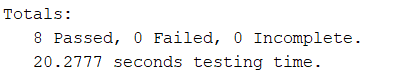 Totals:
8 Passed, 0 Failed, 0 Incomplete.
20.2777 seconds testing time.